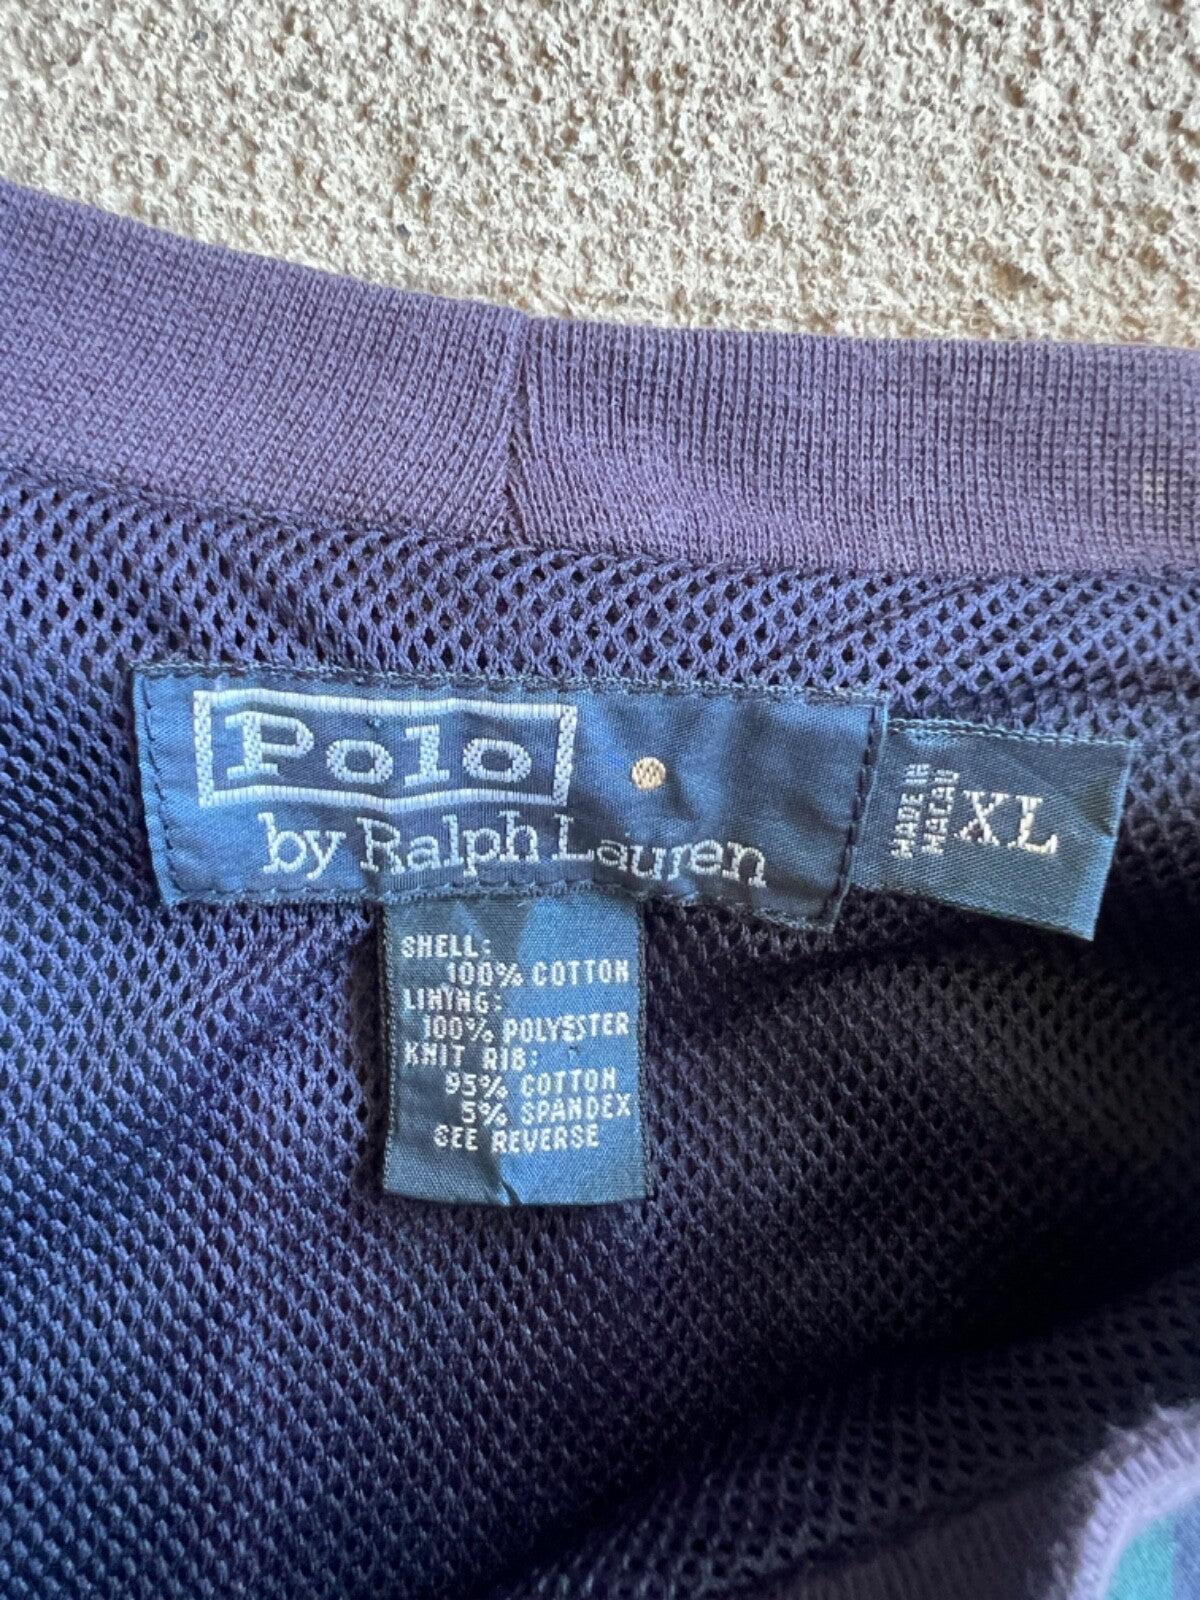 Polo
by Ralph Lauren
MADE IN
MACAU
XL
SHELL:
100% COTTON
LINING:
100% POLYESTER
KNIT RIB:
95% COTTON
5% SPANDEX
SEE REVERSE